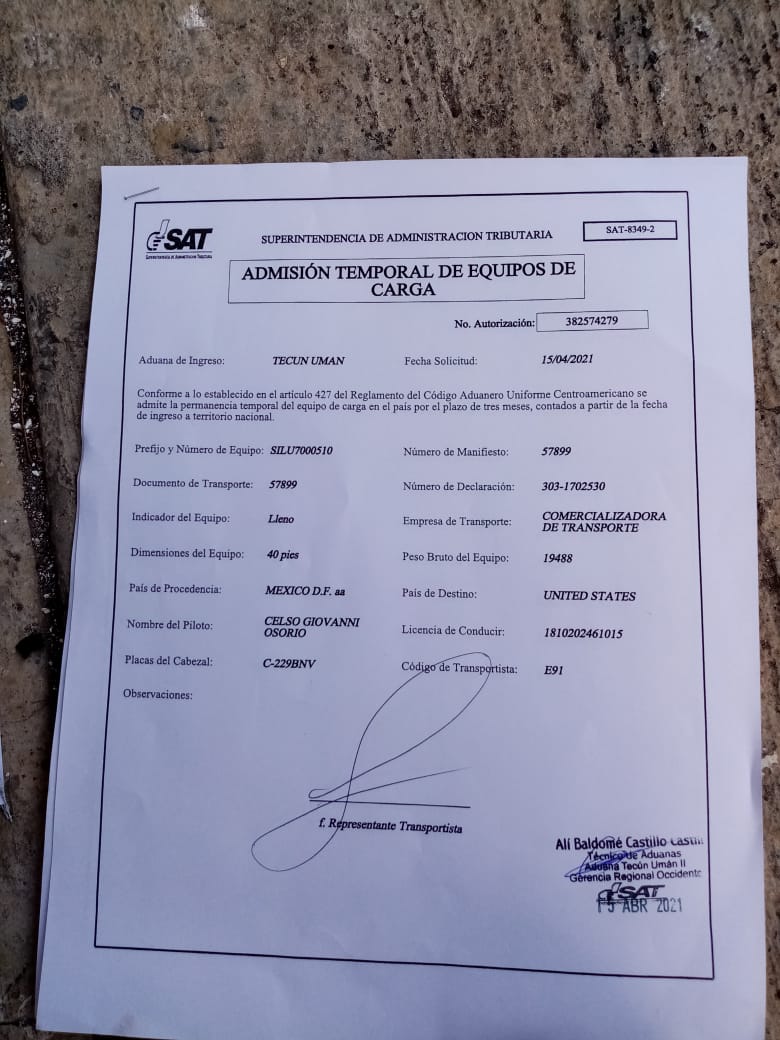 SAT
SUPERINTENDENCIA DE ADMINISTRACION TRIBUTARIA
SUPERINTENDENCIA DE ADMINISTRACION TRIBUTARIA
SAT-8349-2
ADMISIÓN TEMPORAL DE EQUIPOS DE
CARGA
No. Autorización: 382574279
Aduana de Ingreso: TECUN UMAN Fecha Solicitud: 15/04/2021
Conforme a lo establecido en el articulo 427 del Reglamento del Código Aduanero Uniforme Centroamericano se
admite la permanencia temporal del equipo de carga en el país por el plazo de tres meses, contados a partir de la fecha
de ingreso a territorio nacional.
Prefijo y Número de Equipo: SILU7000510 Número de Manifiesto: 57899
Documento de Transporte: 57899 Número de Declaración: 303-1702530
Indicador del Equipo: Lleno Empresa de Transporte: COMERCIALIZADORA
DE TRANSPORTE
Dimensiones del Equipo: 40 pies Peso Bruto del Equipo: 19488
País de Procedencia: MEXICO D.F. aa País de Destino: UNITED STATES
Nombre del Piloto: CELSO GIOVANNI
OSORIO
Licencia de Conducir: 1810202461015
Placas del Cabezal: C-229BNV Código de Transportista: E91
Observaciones:
f. Representante Transportista
Alí Baldomé Castillo
Técnico de Aduanas
Aduana Tecún Umán II
Gerencia Regional Occidente
SAT
15 ABR 2021